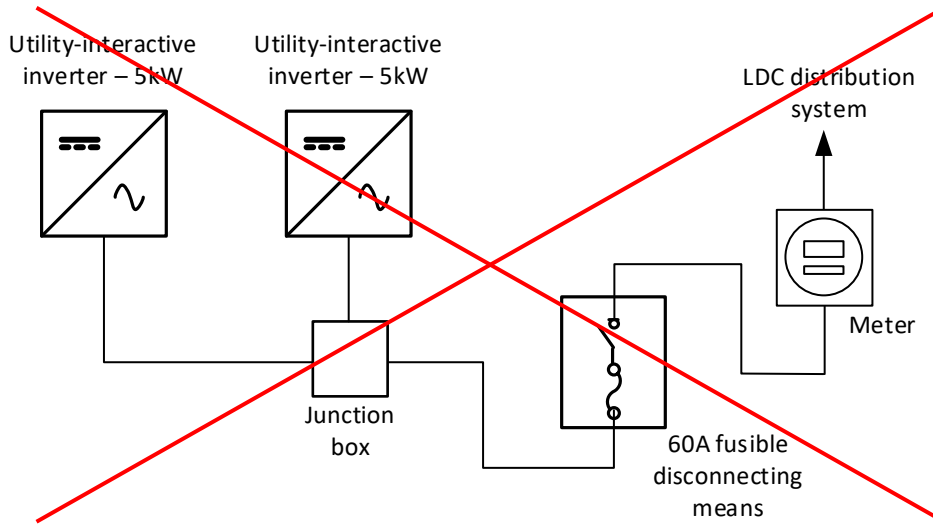 Utility-interactive
inverter – 5kW
Utility-interactive
inverter – 5kW
LDC distribution
system
Meter
Junction
box
60A fusible
disconnecting
means